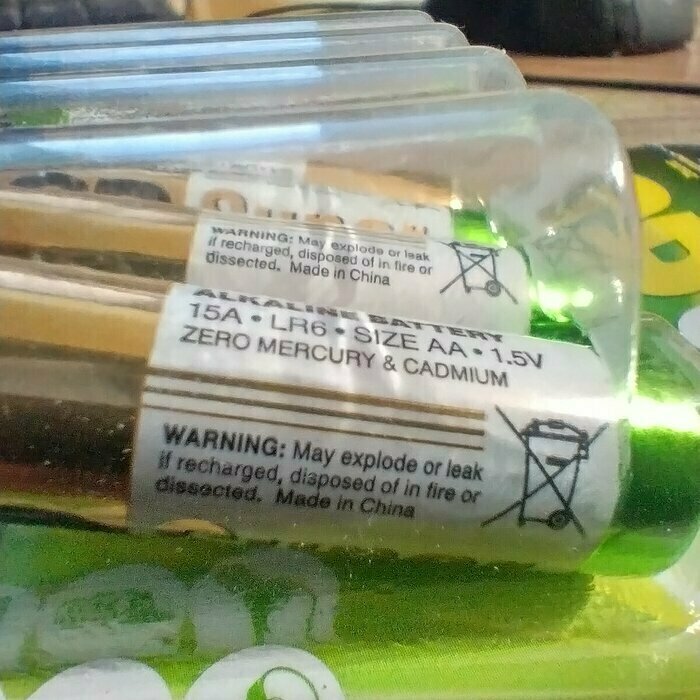 WARNING: May explode or leak
if recharged, disposed of in fire or
dissected. Made in China
ALKALINE BATTERY
15A • LR6 • SIZE AA • 1.5V
ZERO MERCURY & CADMIUM
WARNING: May explode or leak
if recharged, disposed of in fire or
dissected. Made in China